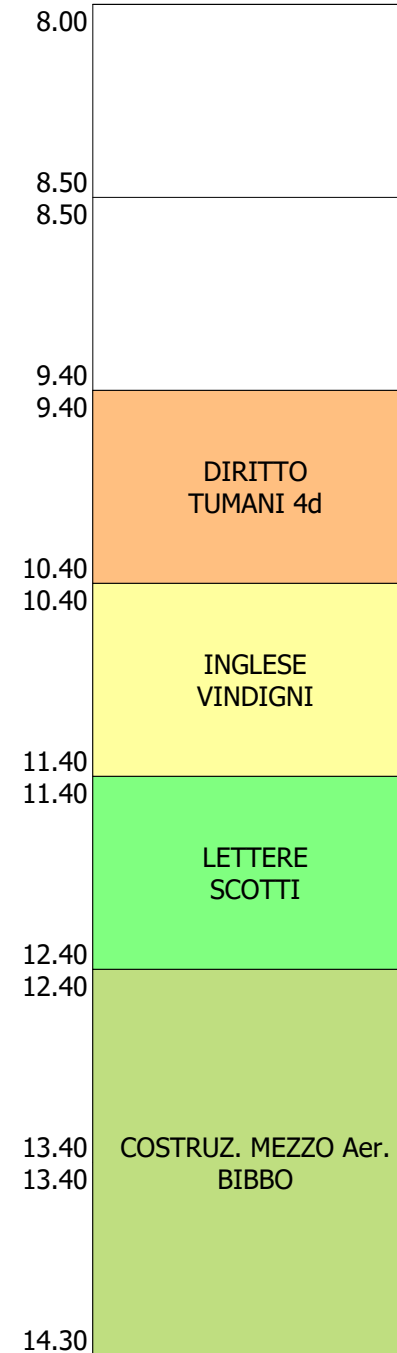 8.00
8.50
8.50
9.40
9.40
DIRITTO
TUMANI 4d
10.40
10.40
INGLESE
VINDIGNI
11.40
11.40
LETTERE
SCOTTI
12.40
12.40
13.40 COSTRUZ. MEZZO Aer.
13.40 BIBBO
14.30